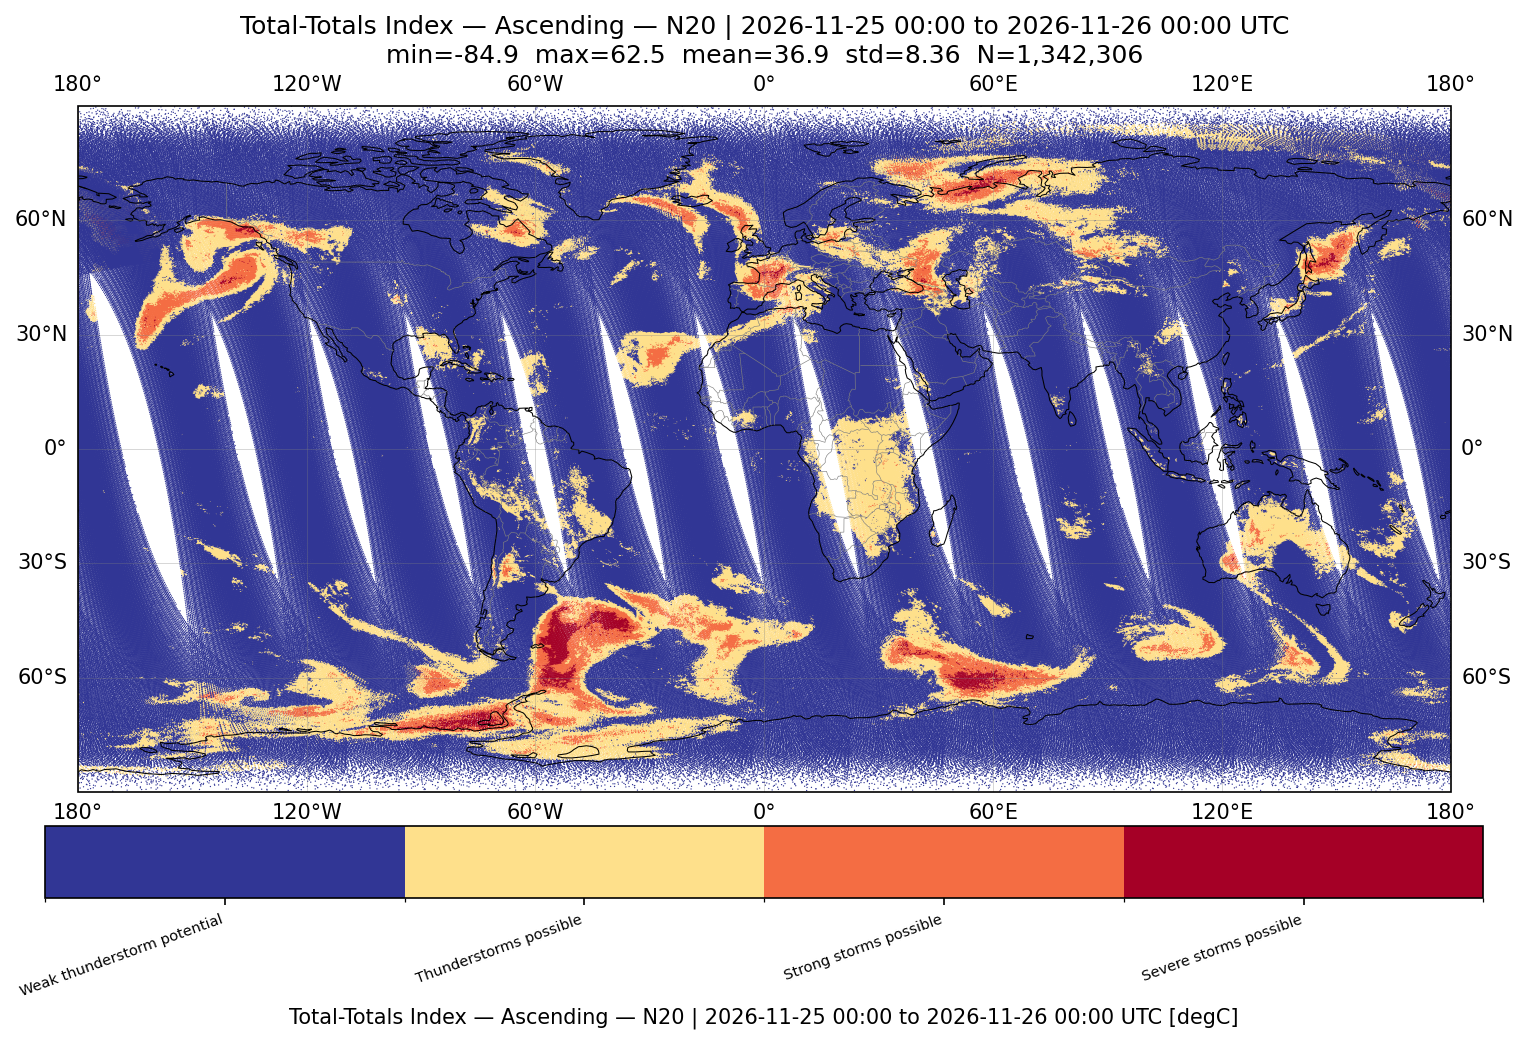 Total-Totals Index — Ascending — N20 | 2026-11-25 00:00 to 2026-11-26 00:00 UTC
min=-84.9 max=62.5 mean=36.9 std=8.36 N=1,342,306
180° 120°W 60°W 0° 60°E 120°E 180°
60°N 60°N
30°N 30°N
0° 0°
30°S 30°S
60°S 60°S
180° 120°W 60°W 0° 60°E 120°E 180°
Weak thunderstorm potential Thunderstorms possible Strong storms possible Severe storms possible
Total-Totals Index — Ascending — N20 | 2026-11-25 00:00 to 2026-11-26 00:00 UTC [degC]